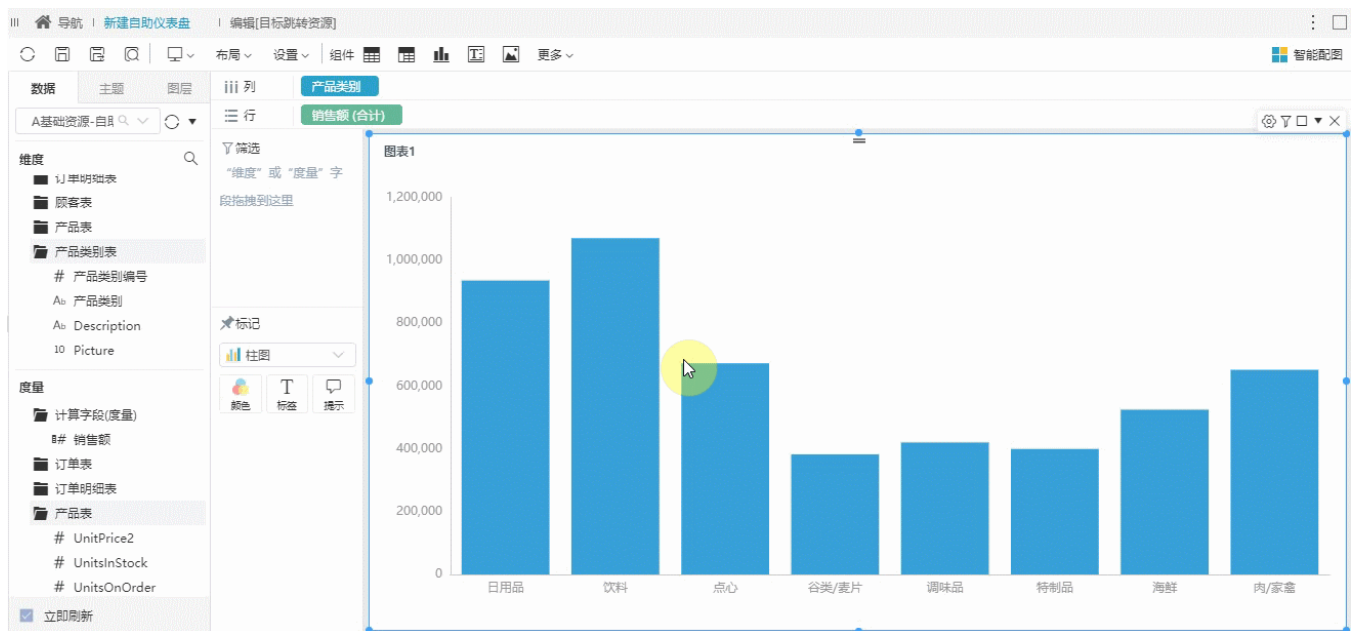 导航 新建自助仪表盘 编辑[目标跳转资源]
布局 设置 组件 更多 智能配图
数据 主题 图层
列 产品类别
A基础资源-自
行 销售额 (合计)
维度
订单明细表
顾客表
产品表
产品类别表
# 产品类别编号
Ab 产品类别
Ab Description
10 Picture
度量
计算字段(度量)
# 销售额
订单表
订单明细表
产品表
# UnitPrice2
# UnitsInStock
# UnitsOnOrder
立即刷新
筛选
“维度” 或 “度量” 字
段拖拽到这里
标记
柱图
颜色 标签 提示
图表1
1,200,000
1,000,000
800,000
600,000
400,000
200,000
0
日用品 饮料 点心 谷类/麦片 调味品 特制品 海鲜 肉/家禽